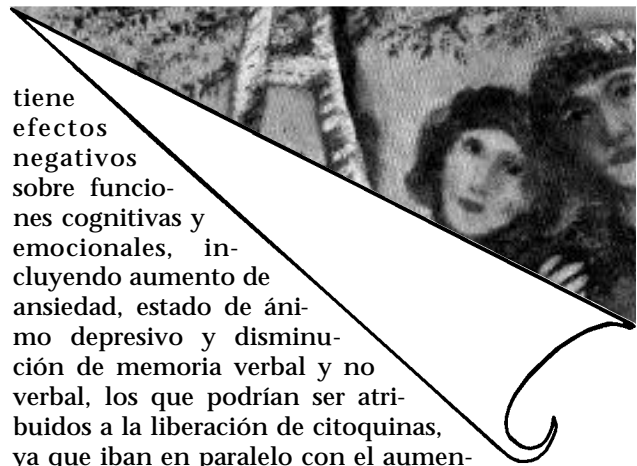 tiene
efectos
negativos
sobre funcio-
nes cognitivas y
emocionales, in-
cluyendo aumento de
ansiedad, estado de áni-
mo depresivo y disminu-
ción de memoria verbal y no
verbal, los que podrían ser atri-
buidos a la liberación de citoquinas,
ya que iban en paralelo con el aumen-